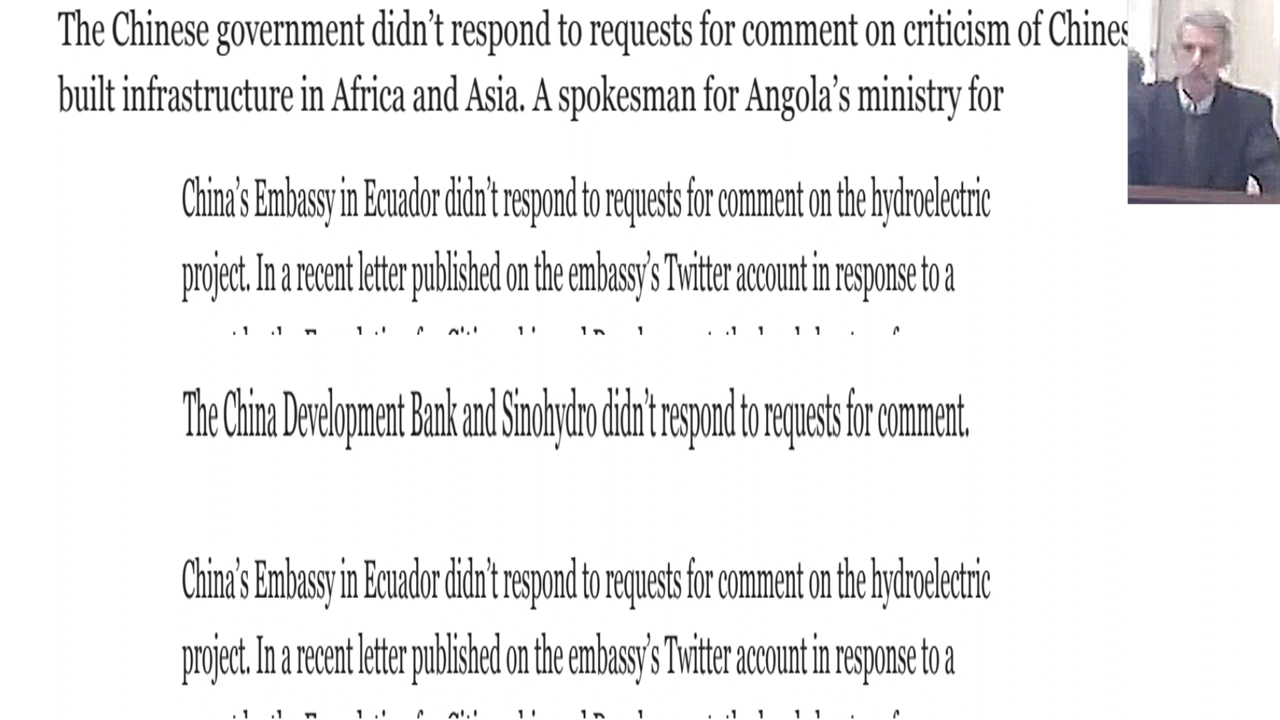 The Chinese government didn’t respond to requests for comment on criticism of Chines
built infrastructure in Africa and Asia. A spokesman for Angola’s ministry for
China’s Embassy in Ecuador didn’t respond to requests for comment on the hydroelectric
project. In a recent letter published on the embassy’s Twitter account in response to a
The China Development Bank and Sinohydro didn’t respond to requests for comment.
China’s Embassy in Ecuador didn’t respond to requests for comment on the hydroelectric
project. In a recent letter published on the embassy’s Twitter account in response to a